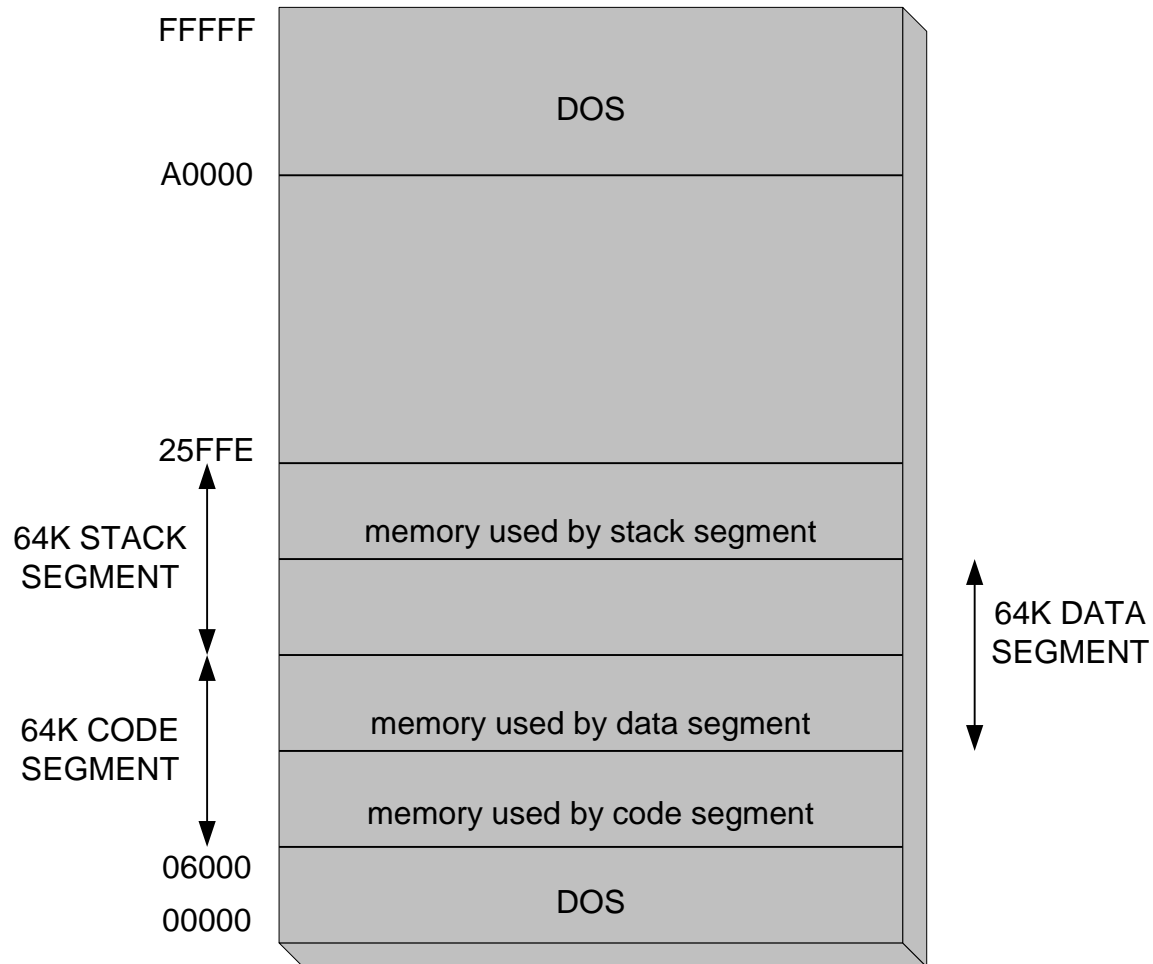 FFFFF
DOS
A0000
25FFE
64K STACK
SEGMENT
memory used by stack segment
64K DATA
SEGMENT
64K CODE
SEGMENT
memory used by data segment
memory used by code segment
06000
DOS
00000